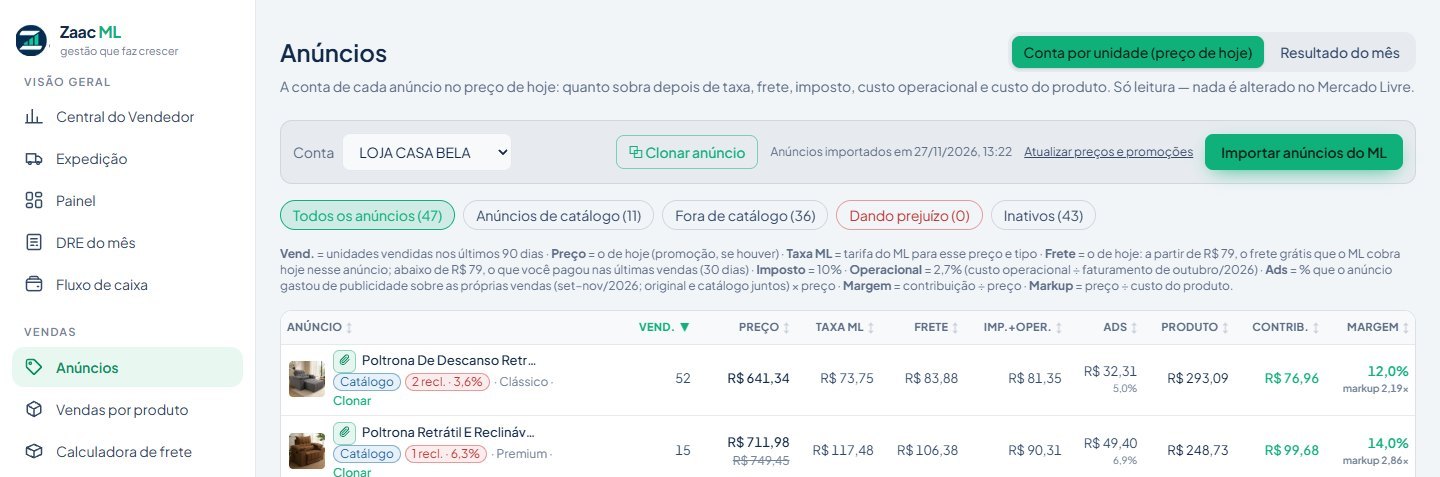 Zaac ML
gestão que faz crescer
VISÃO GERAL
Central do Vendedor
Expedição
Painel
DRE do mês
Fluxo de caixa
VENDAS
Anúncios
Vendas por produto
Calculadora de frete
Anúncios
Conta por unidade (preço de hoje) Resultado do mês
A conta de cada anúncio no preço de hoje: quanto sobra depois de taxa, frete, imposto, custo operacional e custo do produto. Só leitura — nada é alterado no Mercado Livre.
Conta LOJA CASA BELA Clonar anúncio Anúncios importados em 27/11/2026, 13:22 Atualizar preços e promoções Importar anúncios do ML
Todos os anúncios (47) Anúncios de catálogo (11) Fora de catálogo (36) Dando prejuízo (0) Inativos (43)
Vend. = unidades vendidas nos últimos 90 dias · Preço = o de hoje (promoção, se houver) · Taxa ML = tarifa do ML para esse preço e tipo · Frete = o de hoje: a partir de R$ 79, o frete grátis que o ML cobra
hoje nesse anúncio; abaixo de R$ 79, o que você pagou nas últimas vendas (30 dias) · Imposto = 10% · Operacional = 2,7% (custo operacional ÷ faturamento de outubro/2026) · Ads = % que o anúncio
gastou de publicidade sobre as próprias vendas (set–nov/2026; original e catálogo juntos) × preço · Margem = contribuição ÷ preço · Markup = preço ÷ custo do produto.
ANÚNCIO ↕ VEND. ▼ PREÇO ↕ TAXA ML ↕ FRETE ↕ IMP.+OPER. ↕ ADS ↕ PRODUTO ↕ CONTRIB. ↕ MARGEM ↕
Poltrona De Descanso Retr...
Catálogo 2 recl. · 3,6% · Clássico ·
Clonar
52 R$ 641,34 R$ 73,75 R$ 83,88 R$ 81,35 R$ 32,31 R$ 293,09 R$ 76,96 12,0%
5,0% markup 2,19×
Poltrona Retrátil E Reclináv...
Catálogo 1 recl. · 6,3% · Premium ·
Clonar
15 R$ 711,98 R$ 117,48 R$ 106,38 R$ 90,31 R$ 49,40 R$ 248,73 R$ 99,68 14,0%
R$ 749,45 6,9% markup 2,86×